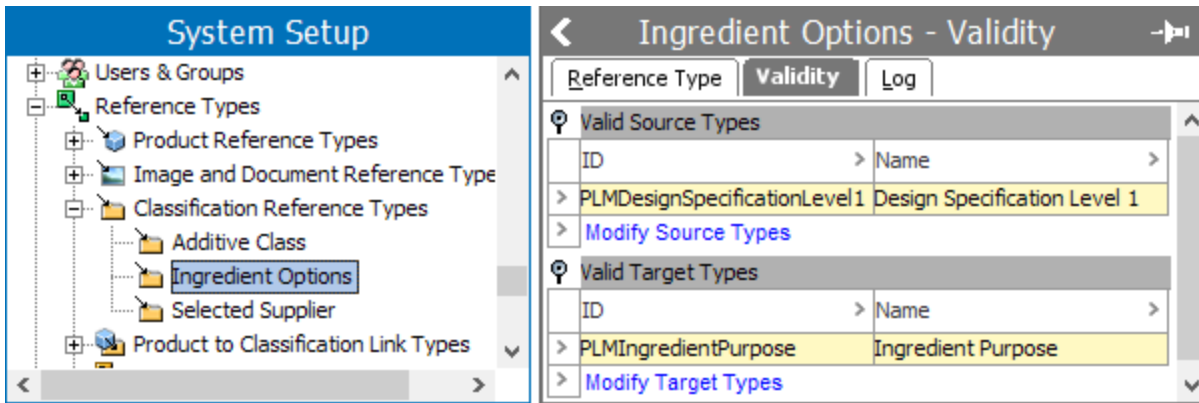 System Setup
Users & Groups
Reference Types
Product Reference Types
Image and Document Reference Type
Classification Reference Types
Additive Class
Ingredient Options
Selected Supplier
Product to Classification Link Types
Ingredient Options - Validity
Reference Type Validity Log
Valid Source Types
ID > Name >
> PLMDesignSpecificationLevel1 Design Specification Level 1
> Modify Source Types
Valid Target Types
ID > Name >
> PLMIngredientPurpose Ingredient Purpose
> Modify Target Types